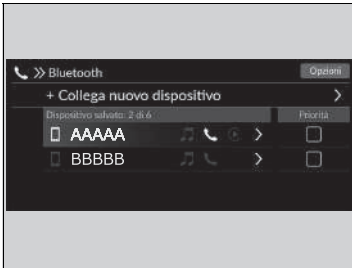 Bluetooth
Opzioni
+ Collega nuovo dispositivo
Dispositivo salvato: 2 di 6
Priorità
AAAAA
BBBBB